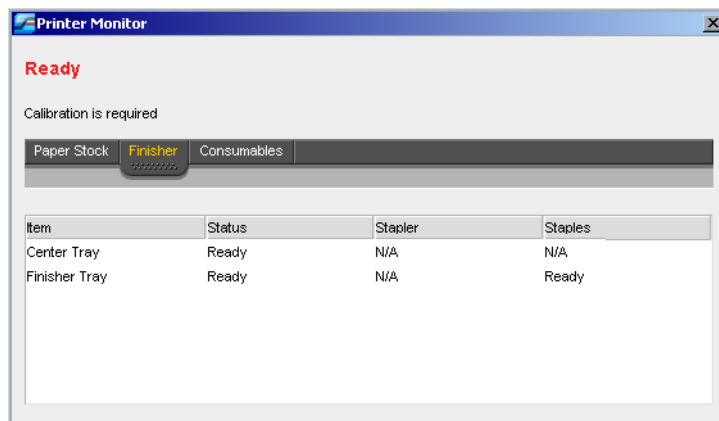 Printer Monitor
Ready
Calibration is required
Paper Stock Finisher Consumables
Item Status Stapler Staples
Center Tray Ready N/A N/A
Finisher Tray Ready N/A Ready